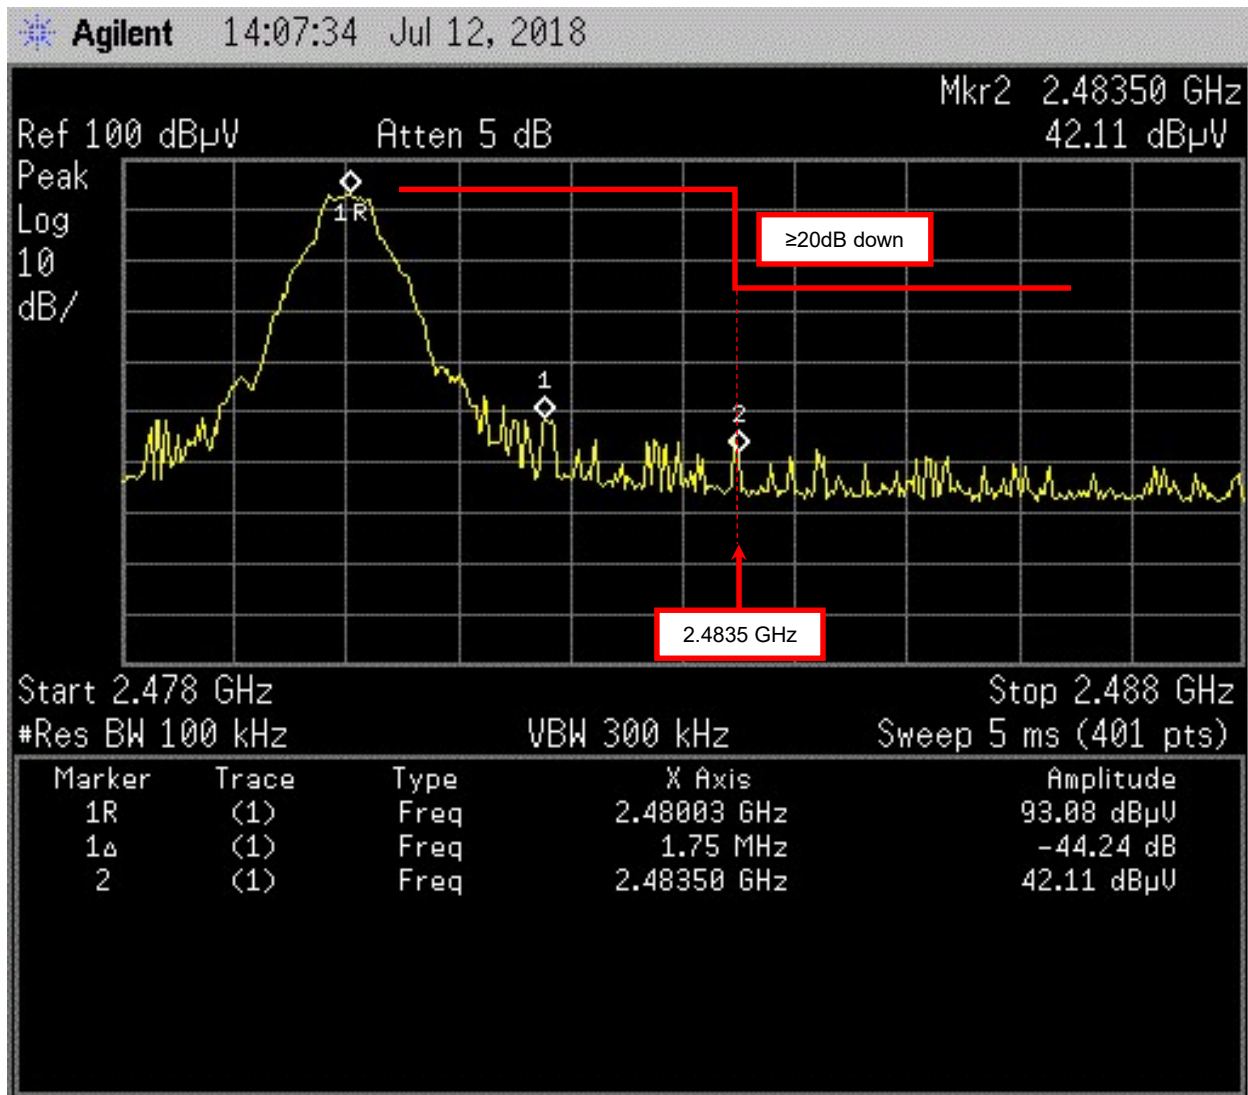 Agilent 14:07:34 Jul 12, 2018
Mkr2 2.48350 GHz
Ref 100 dBµV Atten 5 dB 42.11 dBµV
Peak
Log
10
dB/
1R
≥20dB down
1
2
2.4835 GHz
Start 2.478 GHz Stop 2.488 GHz
#Res BW 100 kHz VBW 300 kHz Sweep 5 ms (401 pts)
Marker Trace Type X Axis Amplitude
1R (1) Freq 2.48003 GHz 93.08 dBµV
1△ (1) Freq 1.75 MHz -44.24 dB
2 (1) Freq 2.48350 GHz 42.11 dBµV